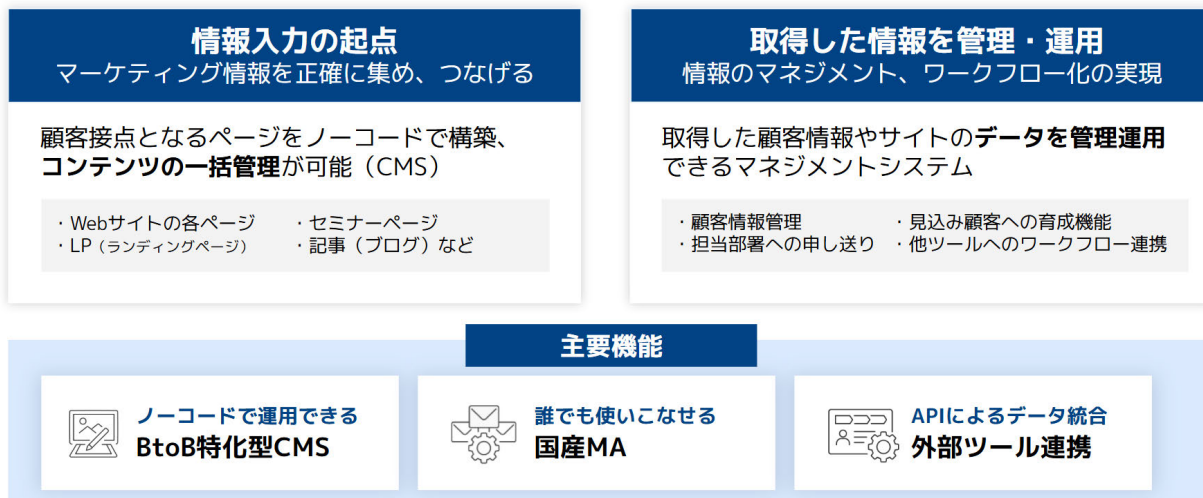 情報入力の起点
マーケティング情報を正確に集め、つなげる
顧客接点となるページをノーコードで構築、
コンテンツの一括管理が可能（CMS）
・Webサイトの各ページ
・セミナーページ
・LP（ランディングページ）
・記事（ブログ）など
取得した情報を管理・運用
情報のマネジメント、ワークフロー化の実現
取得した顧客情報やサイトのデータを管理運用
できるマネジメントシステム
・顧客情報管理
・見込み顧客への育成機能
・担当部署への申し送り
・他ツールへのワークフロー連携
主要機能
ノーコードで運用できる
BtoB特化型CMS
誰でも使いこなせる
国産MA
APIによるデータ統合
外部ツール連携